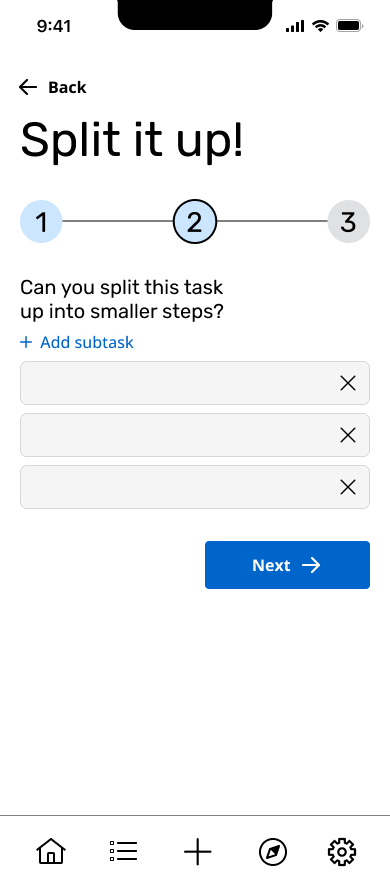 9:41
Back
Split it up!
1 2 3
Can you split this task
up into smaller steps?
+ Add subtask
Next